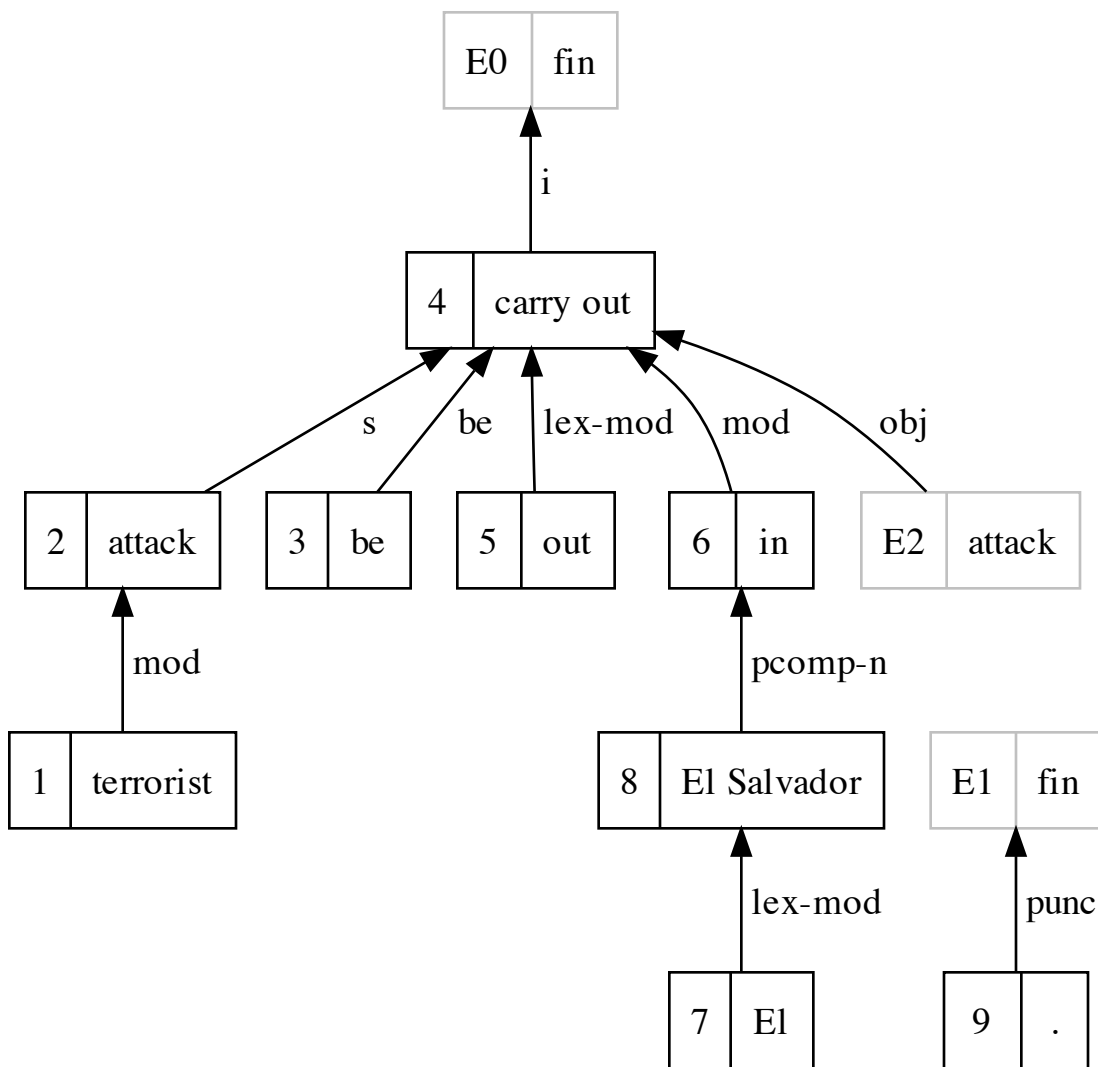 E0 fin
i
4 carry out
s be lex-mod mod obj
2 attack 3 be 5 out 6 in E2 attack
mod pcomp-n
1 terrorist 8 El Salvador E1 fin
lex-mod punc
7 El 9 .